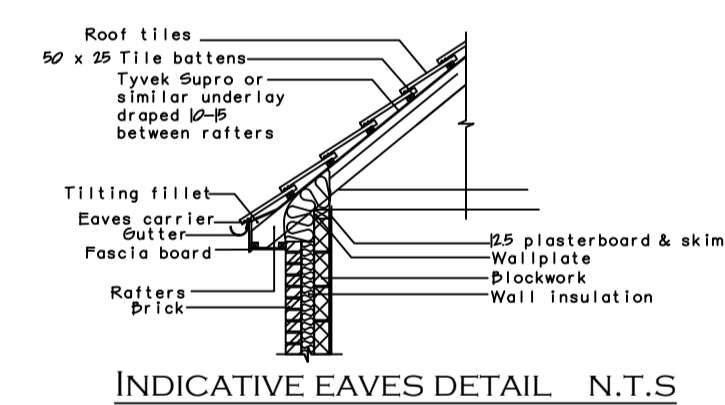 Roof tiles
50 x 25 Tile battens
Tyvek Supro or
similar underlay
draped 10-15
between rafters
Tilting fillet
Eaves carrier
Gutter
Fascia board
Rafters
Brick
12.5 plasterboard & skim
Wallplate
Blockwork
Wall insulation
INDICATIVE EAVES DETAIL N.T.S